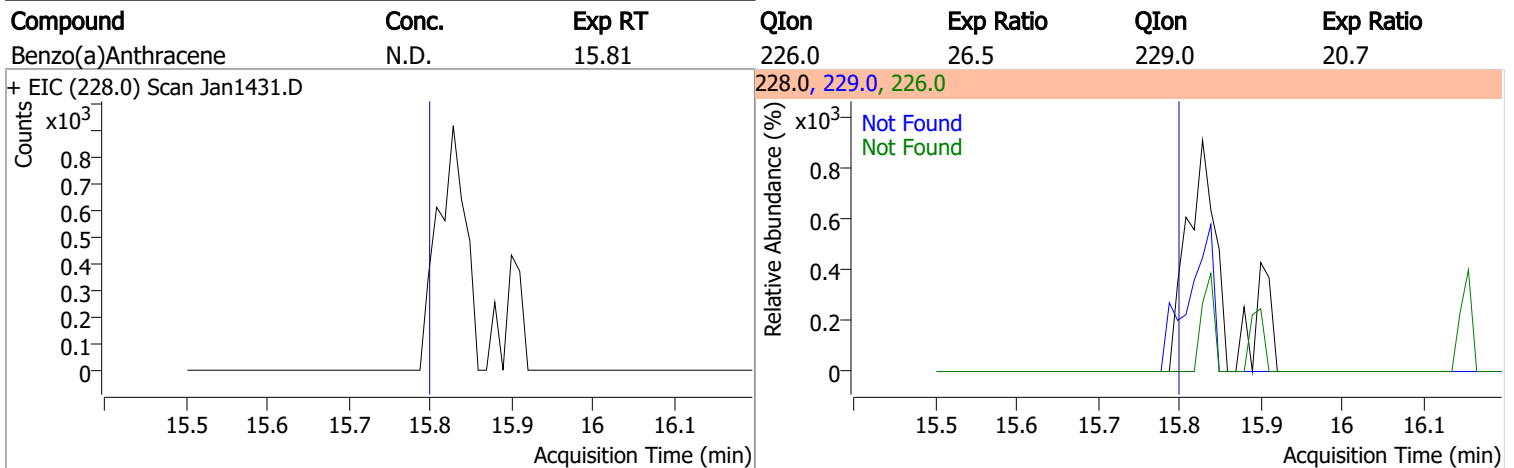 Compound Conc. Exp RT QIon Exp Ratio QIon Exp Ratio
Benzo(a)Anthracene N.D. 15.81 226.0 26.5 229.0 20.7
+ EIC (228.0) Scan Jan1431.D
Counts
x10³
0.8
0.7
0.6
0.5
0.4
0.3
0.2
0.1
0
15.5 15.6 15.7 15.8 15.9 16 16.1
Acquisition Time (min)
228.0, 229.0, 226.0
Relative Abundance (%)
x10³
Not Found
Not Found
0.8
0.6
0.4
0.2
0
15.5 15.6 15.7 15.8 15.9 16 16.1
Acquisition Time (min)